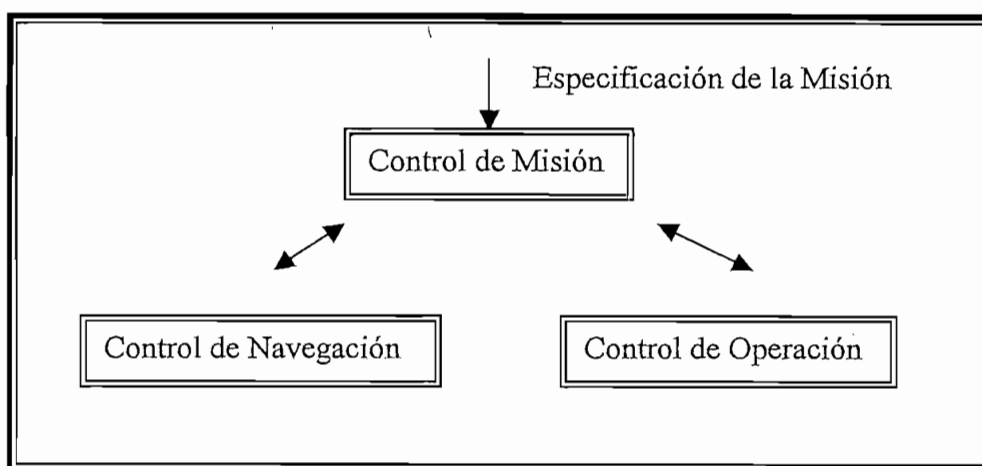 Especificación de la Misión
Control de Misión
Control de Navegación
Control de Operación